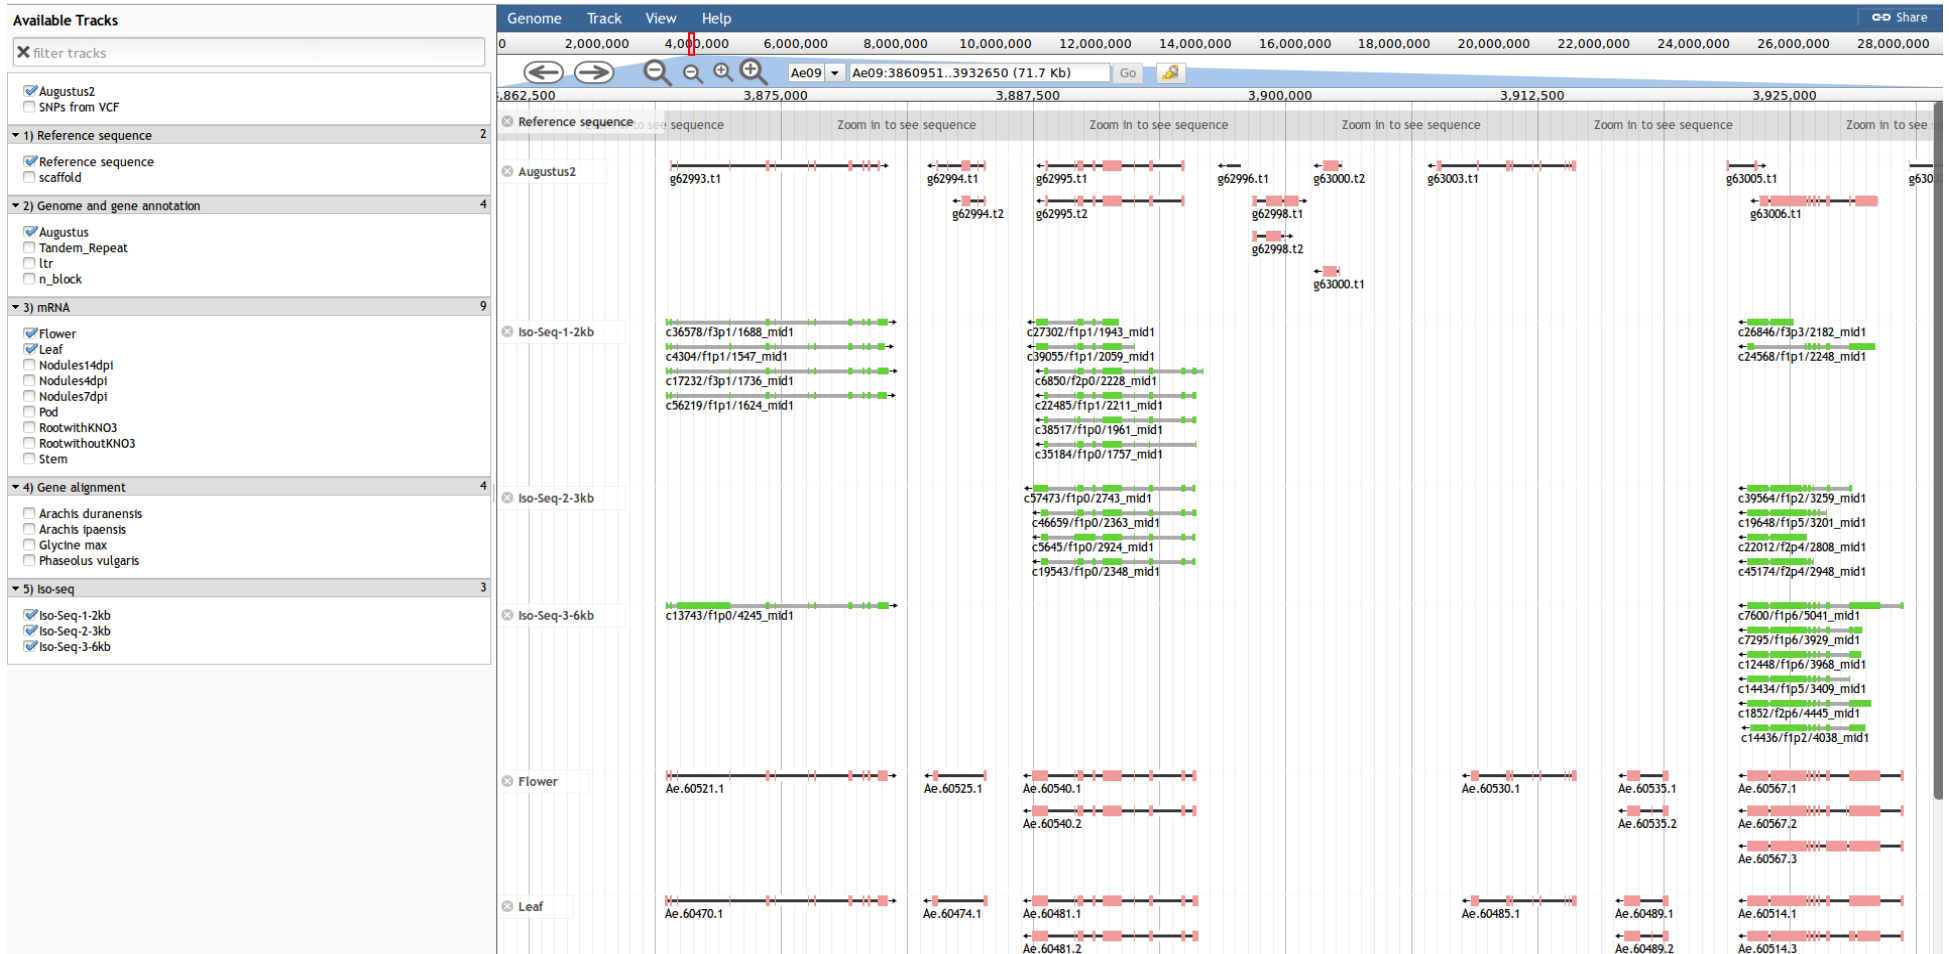 Available Tracks
filter tracks
Augustus2
SNPs from VCF
1) Reference sequence 2
Reference sequence
scaffold
2) Genome and gene annotation 4
Augustus
Tandem_Repeat
ltr
n_block
3) mRNA 9
Flower
Leaf
Nodules14dpi
Nodules4dpi
Nodules7dpi
Pod
RootwithKNO3
RootwithoutKNO3
Stem
4) Gene alignment 4
Arachis duranensis
Arachis ipaensis
Glycine max
Phaseolus vulgaris
5) Iso-seq 3
Iso-Seq-1-2kb
Iso-Seq-2-3kb
Iso-Seq-3-6kb
Genome Track View Help Share
0 2,000,000 4,000,000 6,000,000 8,000,000 10,000,000 12,000,000 14,000,000 16,000,000 18,000,000 20,000,000 22,000,000 24,000,000 26,000,000 28,000,000
Ae09 Ae09:3860951..3932650 (71.7 Kb) Go
,862,500 3,875,000 3,887,500 3,900,000 3,912,500 3,925,000
Reference sequence Zoom in to see sequence Zoom in to see sequence Zoom in to see sequence Zoom in to see sequence Zoom in to see sequence Zoom in to see
Augustus2
g62993.t1 g62994.t1 g62995.t1 g62996.t1 g63000.t2 g63003.t1 g63005.t1 g630
g62994.t2 g62995.t2 g62998.t1 g63006.t1
g62998.t2
g63000.t1
Iso-Seq-1-2kb
c36578/f3p1/1688_mid1 c27302/f1p1/1943_mid1 c26846/f3p3/2182_mid1
c4304/f1p1/1547_mid1 c39055/f1p1/2059_mid1 c24568/f1p1/2248_mid1
c17232/f3p1/1736_mid1 c6850/f2p0/2228_mid1
c56219/f1p1/1624_mid1 c22485/f1p1/2211_mid1
c38517/f1p0/1961_mid1
c35184/f1p0/1757_mid1
Iso-Seq-2-3kb
c57473/f1p0/2743_mid1 c39564/f1p2/3259_mid1
c46659/f1p0/2363_mid1 c19648/f1p5/3201_mid1
c5645/f1p0/2924_mid1 c22012/f2p4/2808_mid1
c19543/f1p0/2348_mid1 c45174/f2p4/2948_mid1
Iso-Seq-3-6kb
c13743/f1p0/4245_mid1 c7600/f1p6/5041_mid1
c7295/f1p6/3929_mid1
c12448/f1p6/3968_mid1
c14434/f1p5/3409_mid1
c1852/f2p6/4445_mid1
c14436/f1p2/4038_mid1
Flower
Ae.60521.1 Ae.60525.1 Ae.60540.1 Ae.60530.1 Ae.60535.1 Ae.60567.1
Ae.60540.2 Ae.60535.2 Ae.60567.2
Ae.60567.3
Leaf
Ae.60470.1 Ae.60474.1 Ae.60481.1 Ae.60485.1 Ae.60489.1 Ae.60514.1
Ae.60481.2 Ae.60489.2 Ae.60514.3